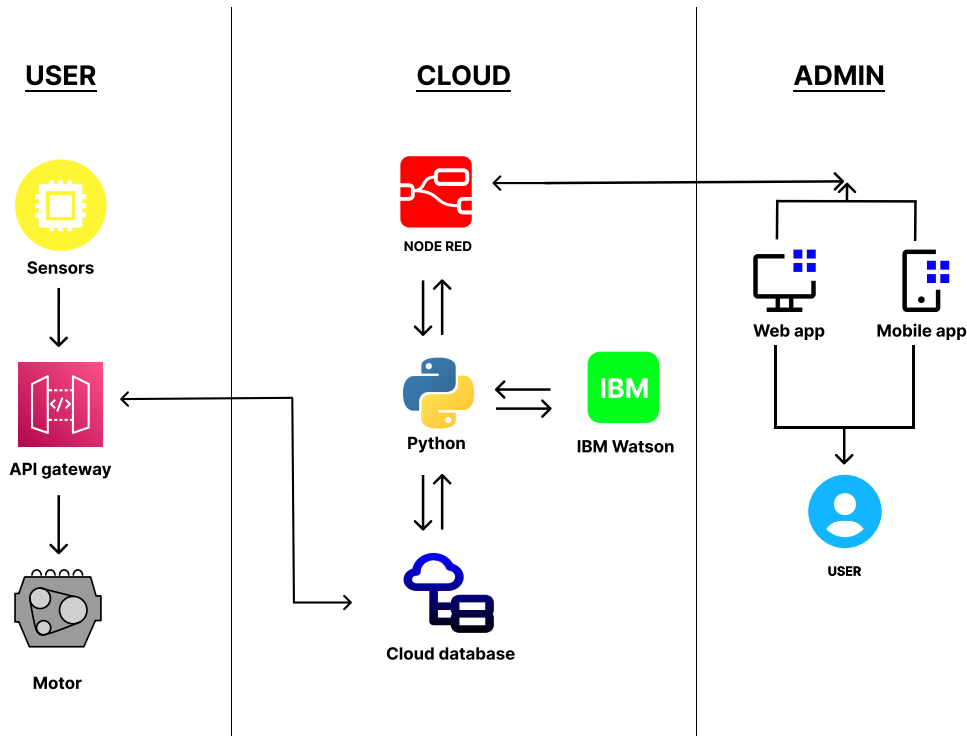 USER
CLOUD
ADMIN
Sensors
API gateway
Motor
NODE RED
Python
IBM
IBM Watson
Cloud database
Web app
Mobile app
USER